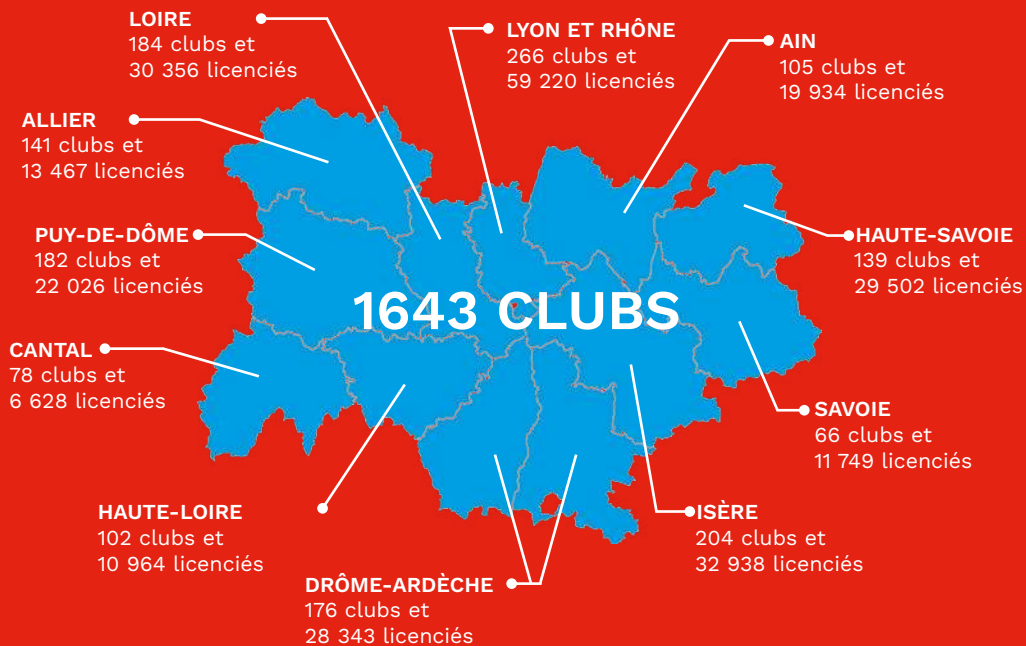 LOIRE
184 clubs et
30 356 licenciés
LYON ET RHÔNE
266 clubs et
59 220 licenciés
AIN
105 clubs et
19 934 licenciés
ALLIER
141 clubs et
13 467 licenciés
PUY-DE-DÔME
182 clubs et
22 026 licenciés
HAUTE-SAVOIE
139 clubs et
29 502 licenciés
1643 CLUBS
CANTAL
78 clubs et
6 628 licenciés
SAVOIE
66 clubs et
11 749 licenciés
HAUTE-LOIRE
102 clubs et
10 964 licenciés
ISÈRE
204 clubs et
32 938 licenciés
DRÔME-ARDÈCHE
176 clubs et
28 343 licenciés